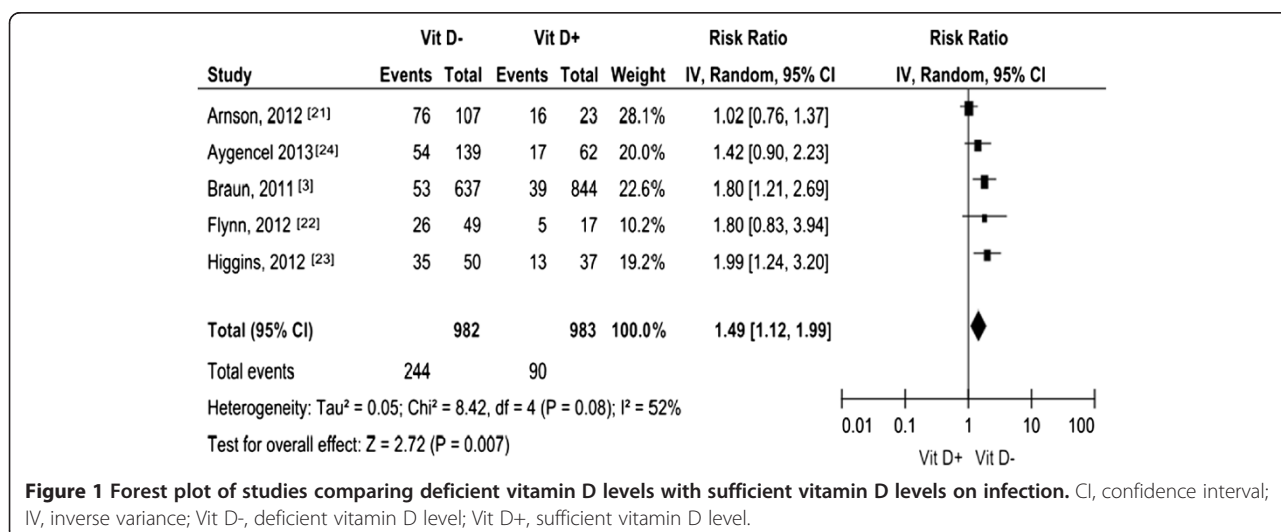 Vit D- Vit D+ Risk Ratio Risk Ratio
Study Events Total Events Total Weight IV, Random, 95% CI IV, Random, 95% CI
Arnson, 2012 [21] 76 107 16 23 28.1% 1.02 [0.76, 1.37]
Aygencel 2013[24] 54 139 17 62 20.0% 1.42 [0.90, 2.23]
Braun, 2011 [3] 53 637 39 844 22.6% 1.80 [1.21, 2.69]
Flynn, 2012 [22] 26 49 5 17 10.2% 1.80 [0.83, 3.94]
Higgins, 2012 [23] 35 50 13 37 19.2% 1.99 [1.24, 3.20]
Total (95% CI) 982 983 100.0% 1.49 [1.12, 1.99]
Total events 244 90
Heterogeneity: Tau² = 0.05; Chi² = 8.42, df = 4 (P = 0.08); I² = 52%
Test for overall effect: Z = 2.72 (P = 0.007)
0.01 0.1 1 10 100
Vit D+ Vit D-
Figure 1 Forest plot of studies comparing deficient vitamin D levels with sufficient vitamin D levels on infection. CI, confidence interval;
IV, inverse variance; Vit D-, deficient vitamin D level; Vit D+, sufficient vitamin D level.